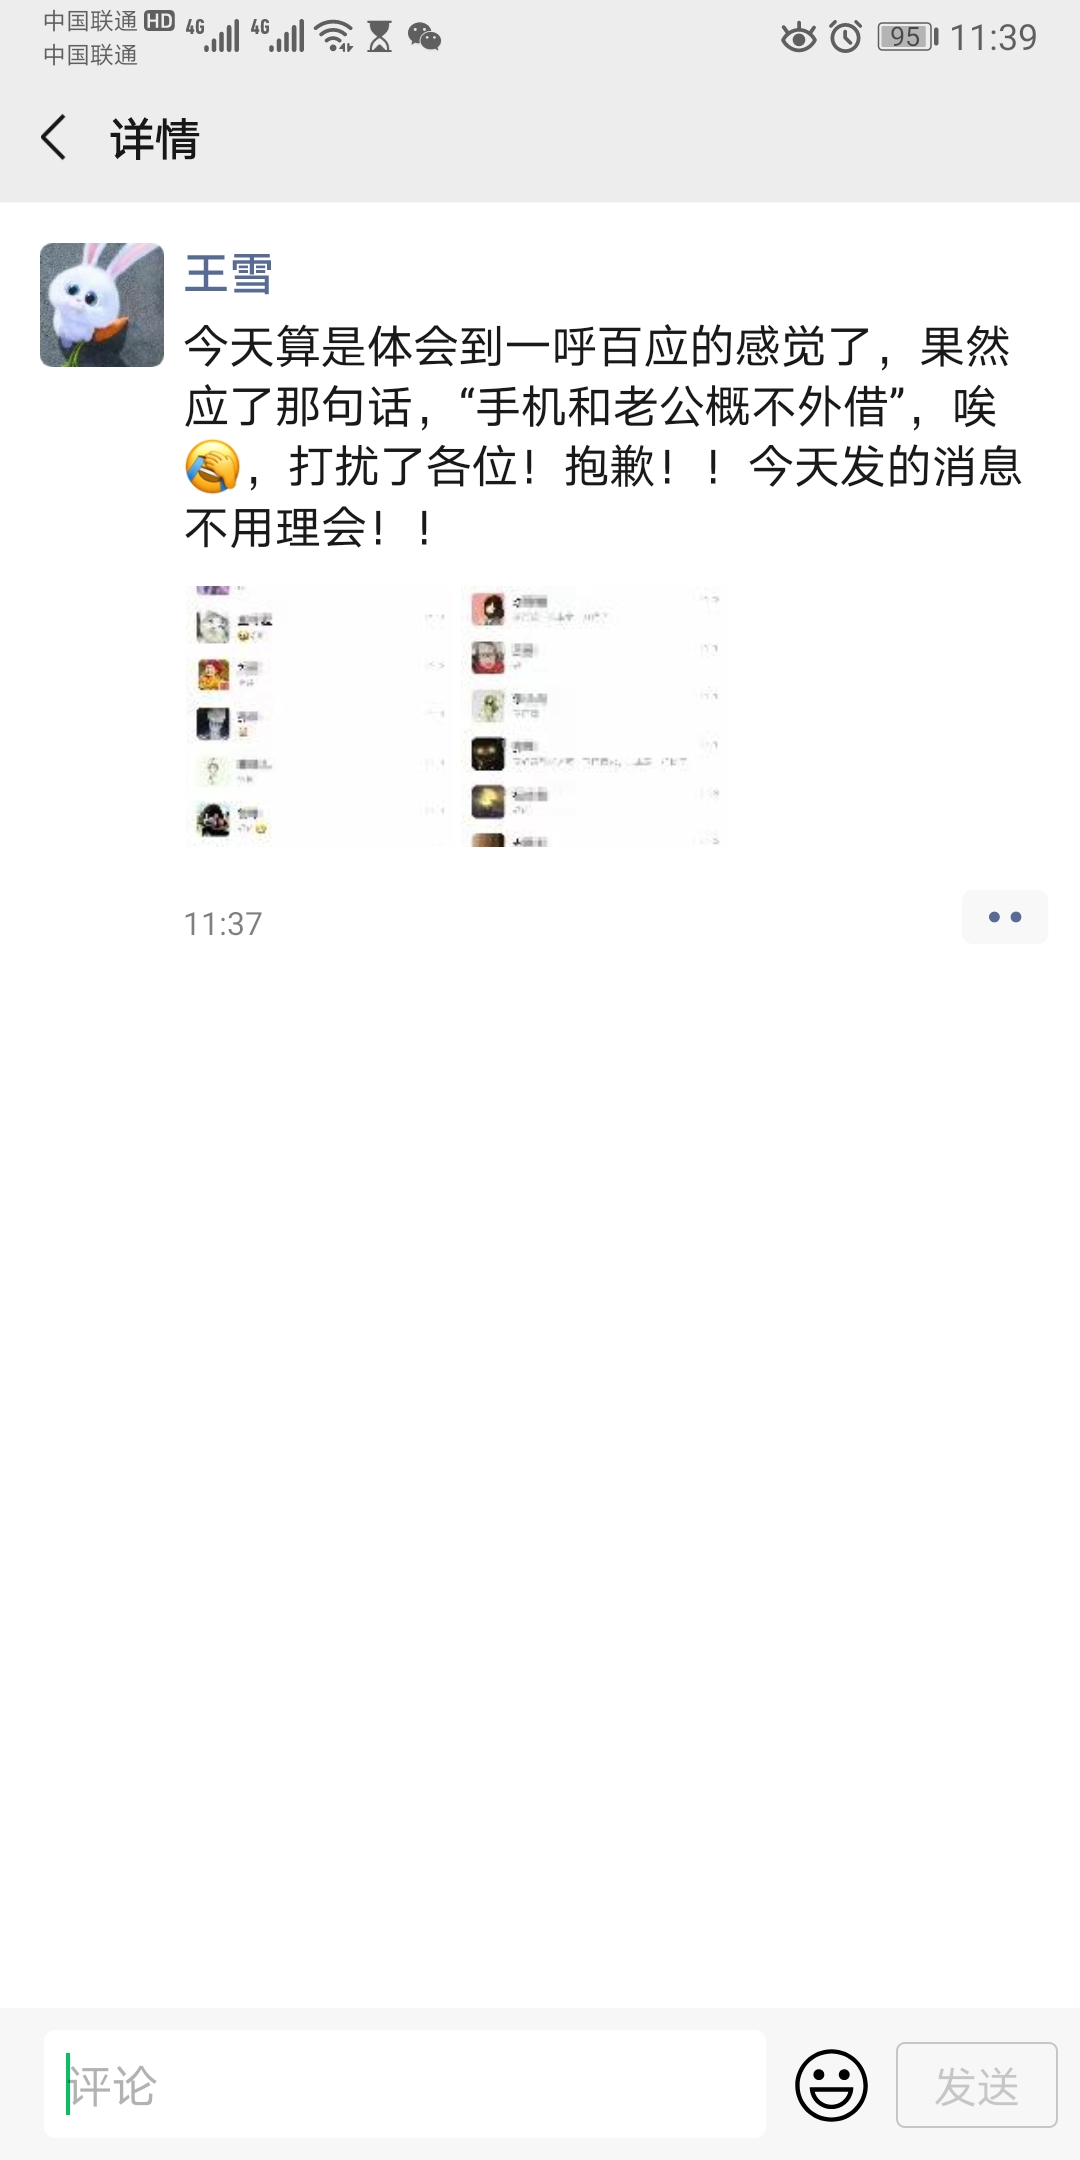 中国联通 HD 4G 4G 95 11:39
中国联通
详情
王雪
今天算是体会到一呼百应的感觉了，果然
应了那句话，“手机和老公概不外借”，唉
🤣，打扰了各位！抱歉！！今天发的消息
不用理会！！
11:37
评论
发送